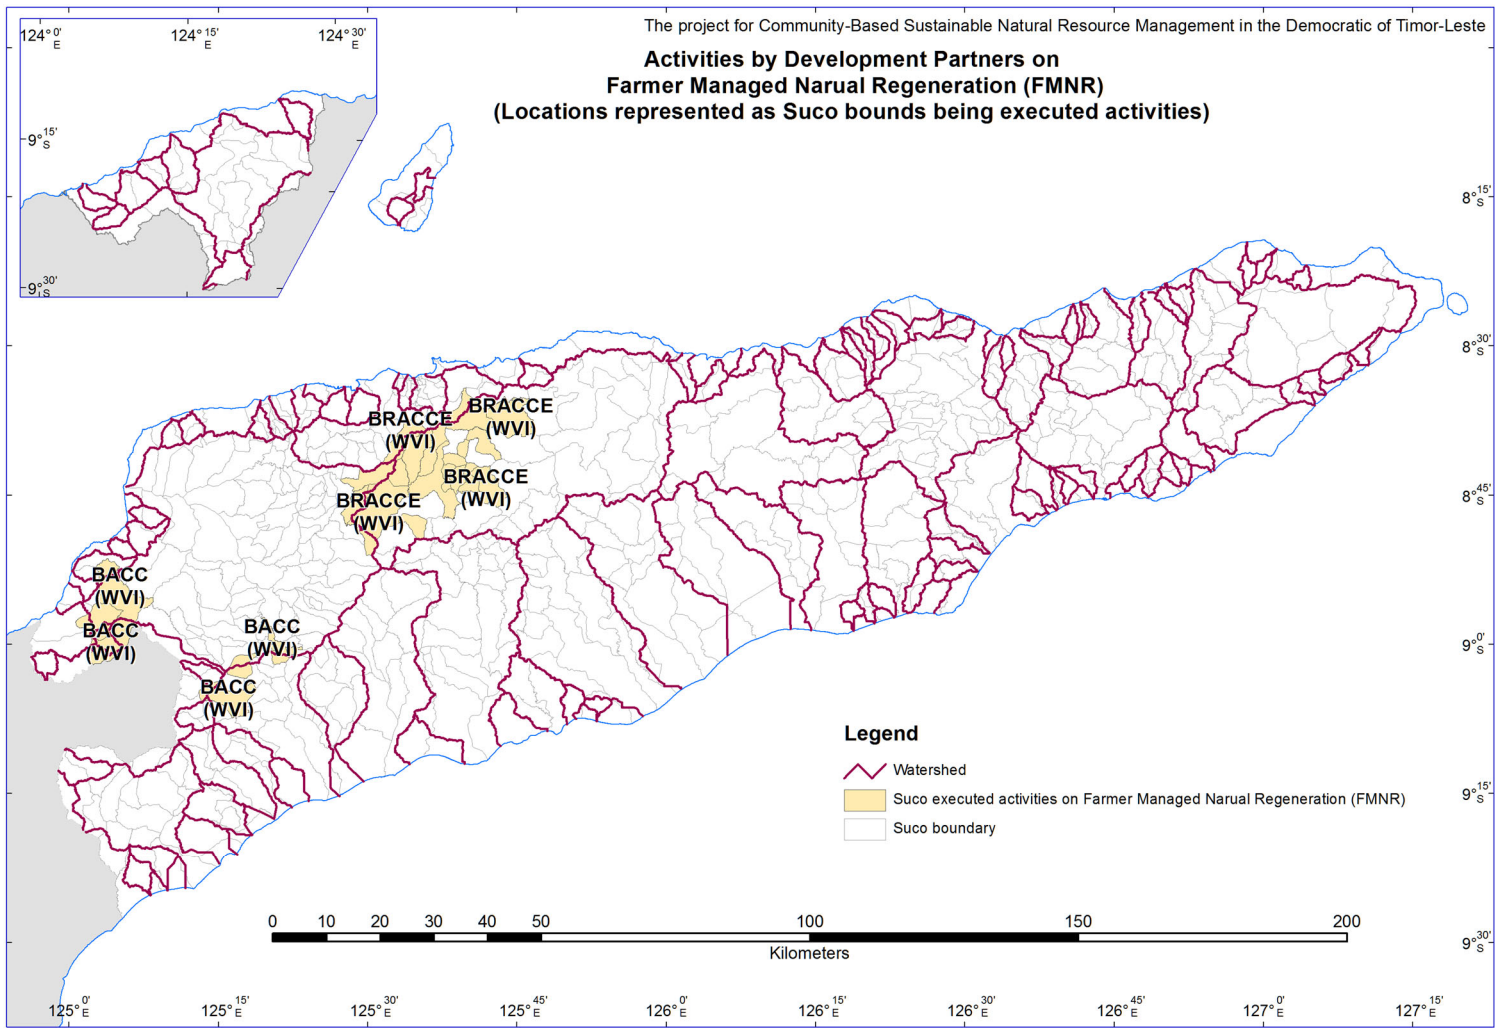 The project for Community-Based Sustainable Natural Resource Management in the Democratic of Timor-Leste
Activities by Development Partners on
Farmer Managed Narual Regeneration (FMNR)
(Locations represented as Suco bounds being executed activities)
124° 0' E
124° 15' E
124° 30' E
9° 15' S
9° 30' S
8° 15' S
8° 30' S
8° 45' S
9° 0' S
9° 15' S
9° 30' S
BRACCE
(WVI)
BRACCE
(WVI)
BRACCE
(WVI)
BRACCE
(WVI)
BACC
(WVI)
BACC
(WVI)
BACC
(WVI)
BACC
(WVI)
Legend
Watershed
Suco executed activities on Farmer Managed Narual Regeneration (FMNR)
Suco boundary
0 10 20 30 40 50 100 150 200
Kilometers
125° 0' E
125° 15' E
125° 30' E
125° 45' E
126° 0' E
126° 15' E
126° 30' E
126° 45' E
127° 0' E
127° 15' E